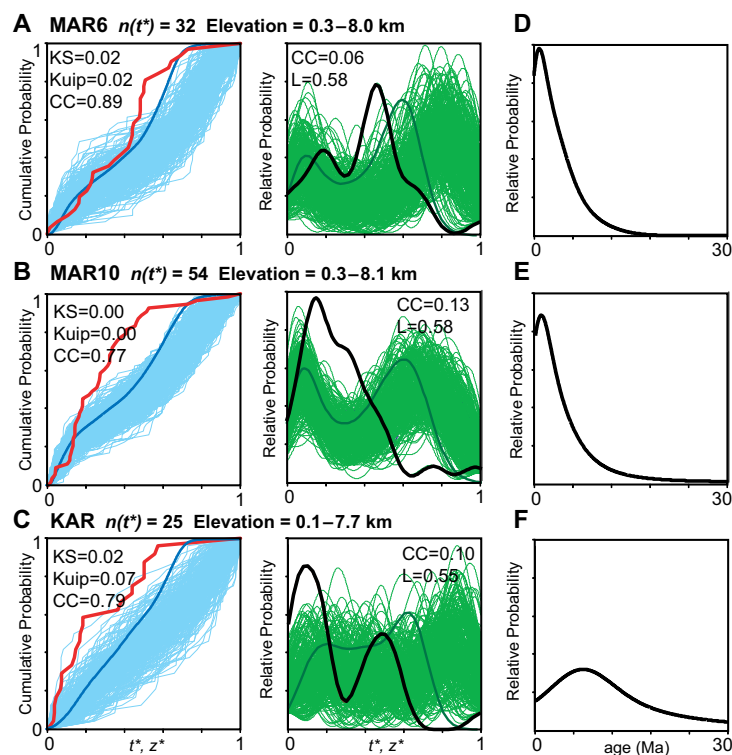 A MAR6 n(t*) = 32 Elevation = 0.3–8.0 km
D
Cumulative Probability
1
KS=0.02
Kuip=0.02
CC=0.89
0
0
1
Relative Probability
CC=0.06
L=0.58
0
1
Relative Probability
0
30
B MAR10 n(t*) = 54 Elevation = 0.3–8.1 km
E
Cumulative Probability
1
KS=0.00
Kuip=0.00
CC=0.77
0
0
1
Relative Probability
CC=0.13
L=0.58
0
1
Relative Probability
0
30
C KAR n(t*) = 25 Elevation = 0.1–7.7 km
F
Cumulative Probability
1
KS=0.02
Kuip=0.07
CC=0.79
0
0
t*, z*
1
Relative Probability
CC=0.10
L=0.55
0
t*, z*
1
Relative Probability
0
age (Ma)
30